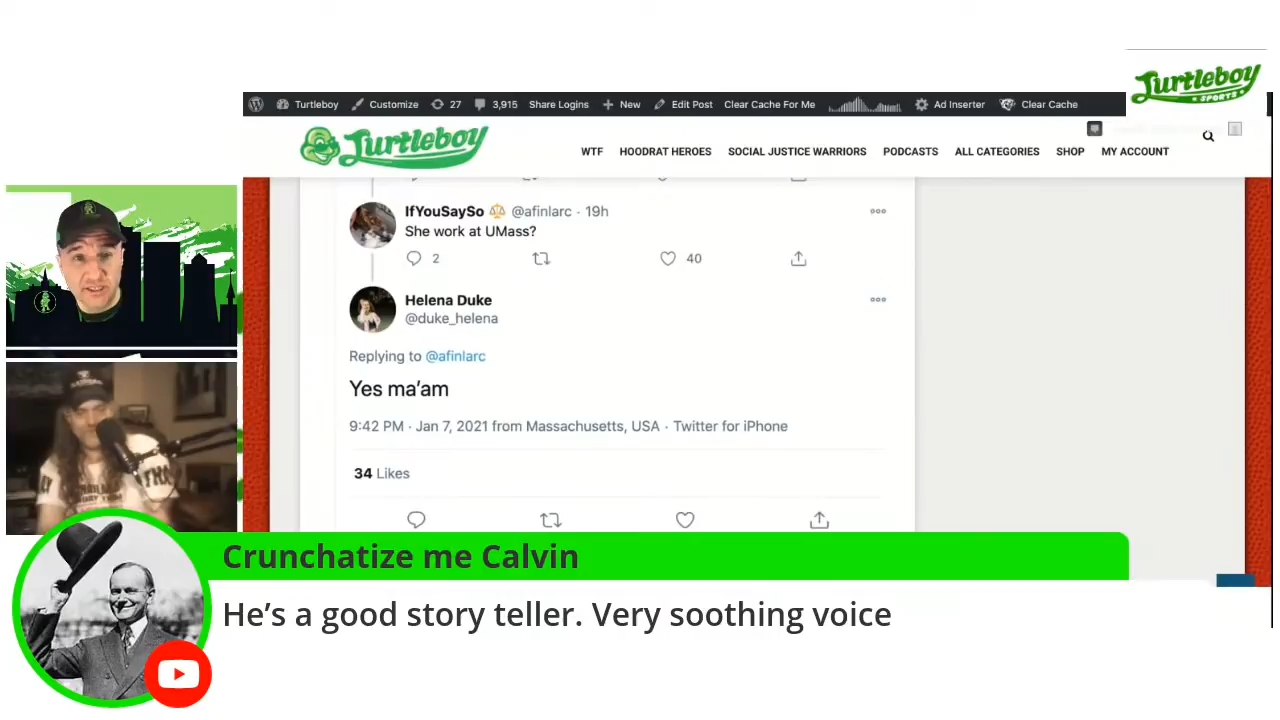 Turtleboy
SPORTS
Turtleboy Customize 27 3,915 Share Logins New Edit Post Clear Cache For Me Ad Inserter Clear Cache
Turtleboy
WTF HOODRAT HEROES SOCIAL JUSTICE WARRIORS PODCASTS ALL CATEGORIES SHOP MY ACCOUNT
IfYouSaySo ⚖️ @afinlarc · 19h
She work at UMass?
2 40
Helena Duke
@duke_helena
Replying to @afinlarc
Yes ma'am
9:42 PM · Jan 7, 2021 from Massachusetts, USA · Twitter for iPhone
34 Likes
Crunchatize me Calvin
He's a good story teller. Very soothing voice